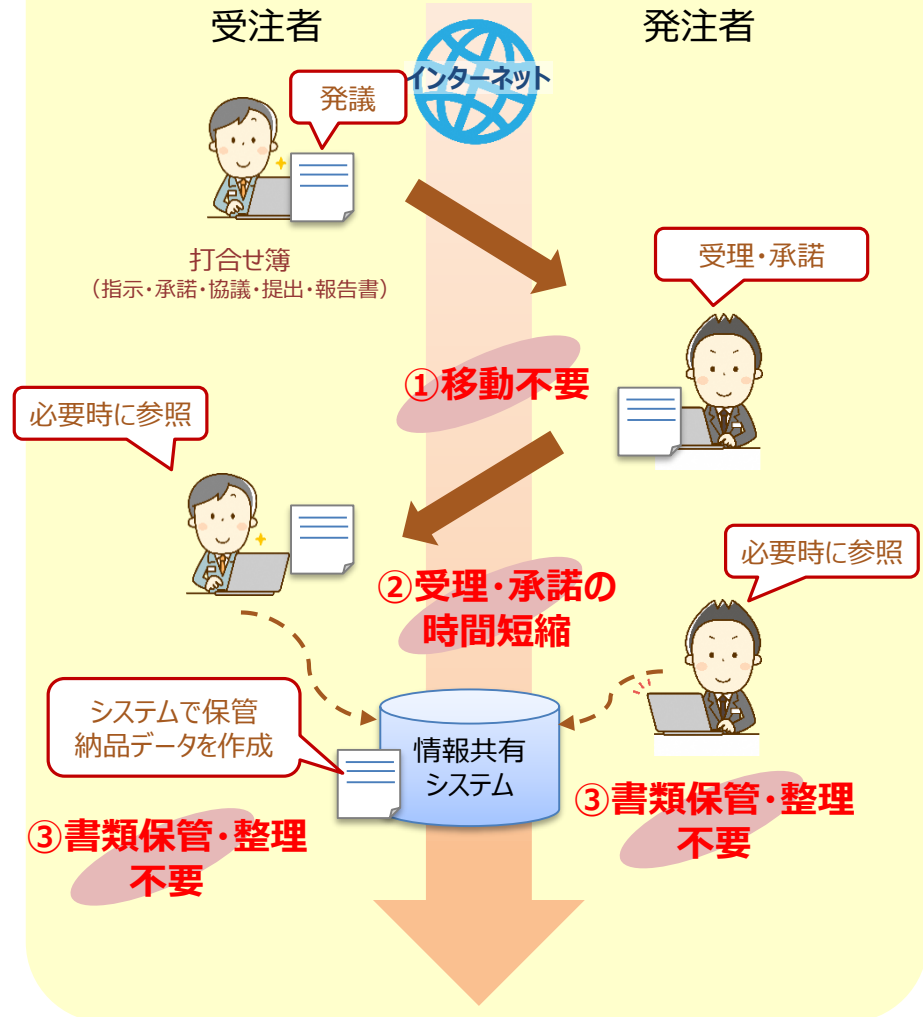 受注者
発注者
インターネット
発議
打合せ簿
（指示・承諾・協議・提出・報告書）
受理・承諾
①移動不要
必要時に参照
②受理・承諾の
時間短縮
必要時に参照
システムで保管
納品データを作成
情報共有
システム
③書類保管・整理
不要
③書類保管・整理
不要